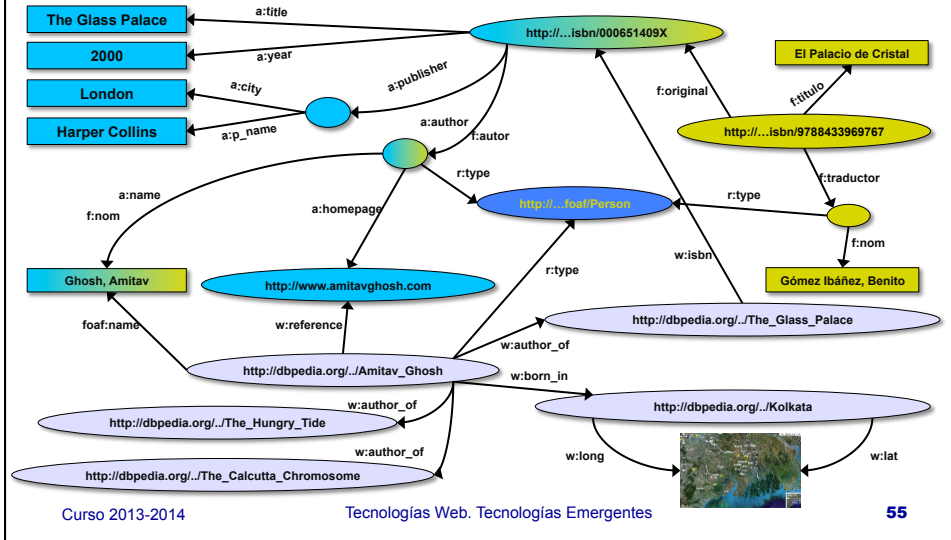 a:title
The Glass Palace
http://…isbn/000651409X
2000
a:year
El Palacio de Cristal
a:publisher
f:original
f:titulo
London
a:city
Harper Collins
a:p_name
a:author
f:autor
http://…isbn/9788433969767
r:type
f:traductor
a:name
f:nom
a:homepage
http://…foaf/Person
r:type
f:nom
w:isbn
r:type
Ghosh, Amitav
http://www.amitavghosh.com
Gómez Ibáñez, Benito
foaf:name
w:reference
http://dbpedia.org/../The_Glass_Palace
w:author_of
http://dbpedia.org/../Amitav_Ghosh
w:born_in
w:author_of
http://dbpedia.org/../Kolkata
http://dbpedia.org/../The_Hungry_Tide
w:author_of
w:long
w:lat
http://dbpedia.org/../The_Calcutta_Chromosome
Curso 2013-2014
Tecnologías Web. Tecnologías Emergentes
55